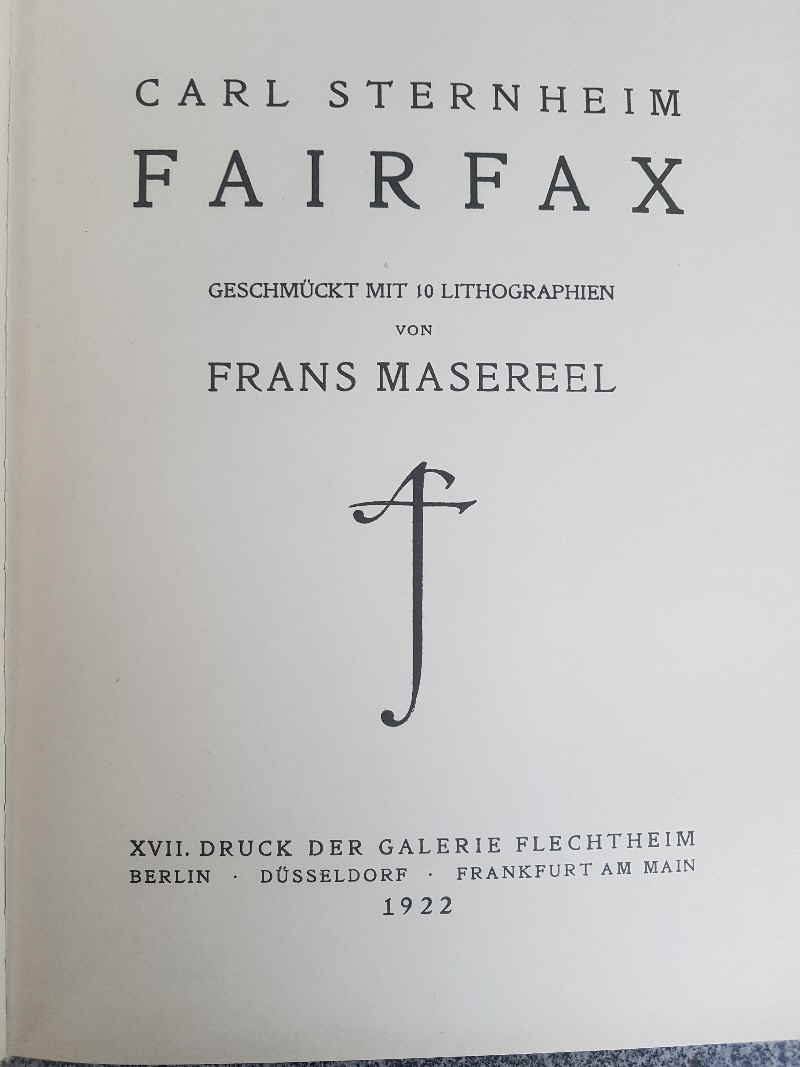 CARL STERNHEIM
FAIRFAX
GESCHMÜCKT MIT 10 LITHOGRAPHIEN
VON
FRANS MASEREEL
AF
XVII. DRUCK DER GALERIE FLECHTHEIM
BERLIN · DÜSSELDORF · FRANKFURT AM MAIN
1922